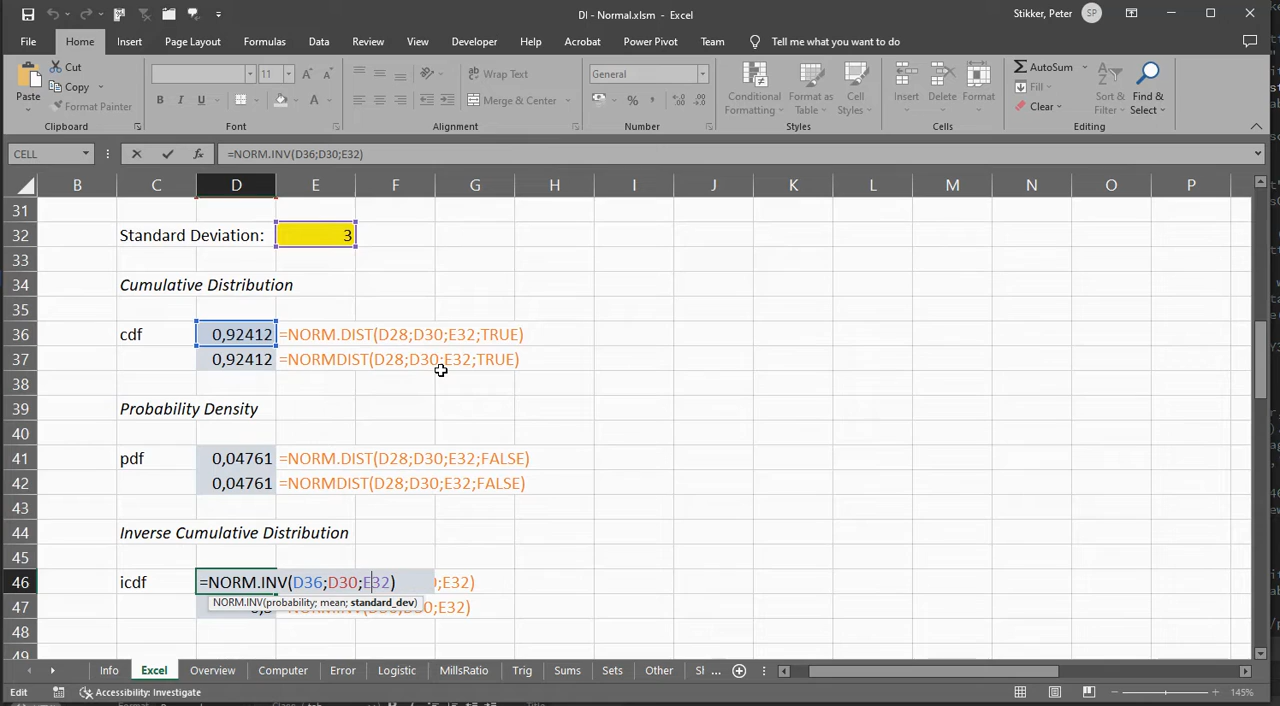 DI - Normal.xlsm - Excel
Stikker, Peter
SP
File Home Insert Page Layout Formulas Data Review View Developer Help Acrobat Power Pivot Team Tell me what you want to do
Paste
Cut
Copy
Format Painter
Clipboard
11
Font
Wrap Text
Merge & Center
Alignment
General
Number
Conditional Formatting
Format as Table
Cell Styles
Styles
Insert
Delete
Format
Cells
AutoSum
Fill
Clear
Sort & Filter
Find & Select
Editing
CELL =NORM.INV(D36;D30;E32)
B C D E F G H I J K L M N O P
31
32 Standard Deviation: 3
33
34 Cumulative Distribution
35
36 cdf 0,92412 =NORM.DIST(D28;D30;E32;TRUE)
37 0,92412 =NORMDIST(D28;D30;E32;TRUE)
38
39 Probability Density
40
41 pdf 0,04761 =NORM.DIST(D28;D30;E32;FALSE)
42 0,04761 =NORMDIST(D28;D30;E32;FALSE)
43
44 Inverse Cumulative Distribution
45
46 icdf =NORM.INV(D36;D30;E32) ;E32)
NORM.INV(probability; mean; standard_dev)
47
48
49
Info Excel Overview Computer Error Logistic MillsRatio Trig Sums Sets Other Sl ...
Edit Accessibility: Investigate 145%